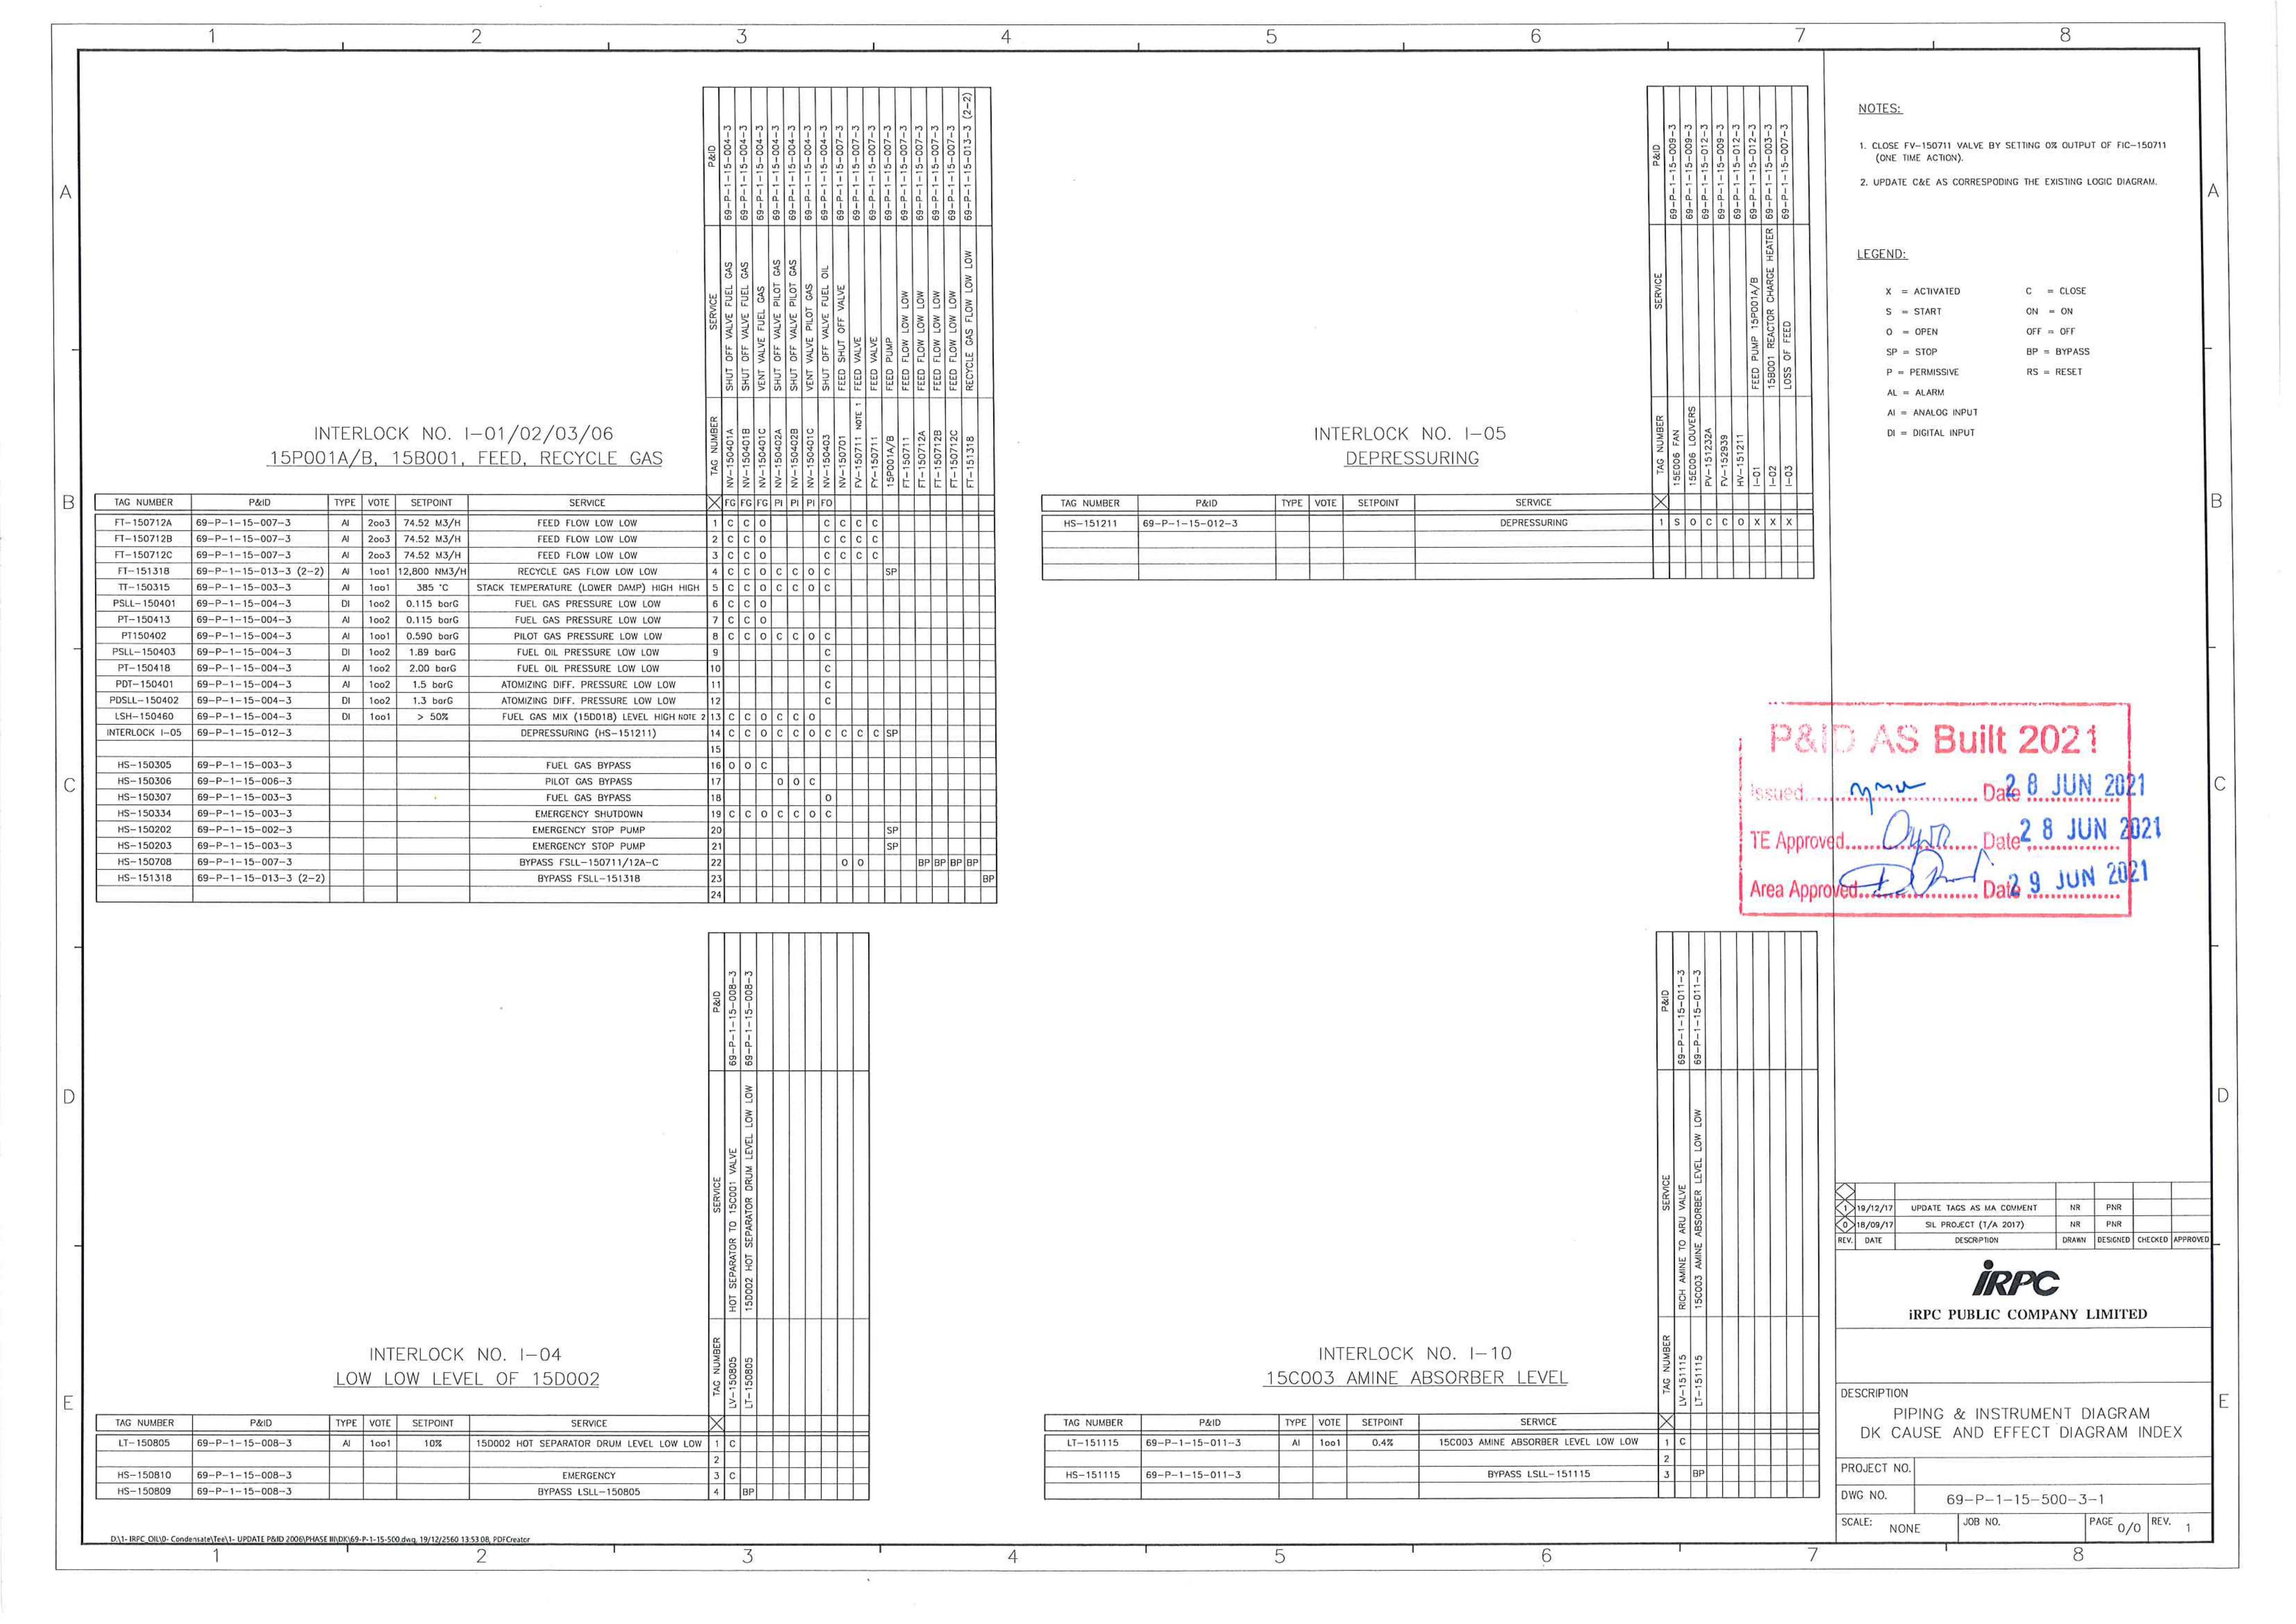 1 2 3 4 5 6 7 8
A
B
C
D
E
INTERLOCK NO. I-01/02/03/06
15P001A/B, 15B001, FEED, RECYCLE GAS
P&ID SERVICE TAG NUMBER
69-P-1-15-004-3 SHUT OFF VALVE FUEL GAS NV-150401A FG
69-P-1-15-004-3 SHUT OFF VALVE FUEL GAS NV-150401B FG
69-P-1-15-004-3 VENT VALVE FUEL GAS NV-150401C FG
69-P-1-15-004-3 SHUT OFF VALVE PILOT GAS NV-150402A PI
69-P-1-15-004-3 SHUT OFF VALVE PILOT GAS NV-150402B PI
69-P-1-15-004-3 VENT VALVE PILOT GAS NV-150401C PI
69-P-1-15-004-3 SHUT OFF VALVE FUEL OIL NV-150403 FO
69-P-1-15-007-3 FEED SHUT OFF VALVE NV-150701
69-P-1-15-007-3 FEED VALVE FV-150711 NOTE 1
69-P-1-15-007-3 FEED VALVE FY-150711
69-P-1-15-007-3 FEED PUMP 15P001A/B
69-P-1-15-007-3 FEED FLOW LOW LOW FT-150711
69-P-1-15-007-3 FEED FLOW LOW LOW FT-150712A
69-P-1-15-007-3 FEED FLOW LOW LOW FT-150712B
69-P-1-15-007-3 FEED FLOW LOW LOW FT-150712C
69-P-1-15-013-3 (2-2) RECYCLE GAS FLOW LOW LOW FT-151318
TAG NUMBER P&ID TYPE VOTE SETPOINT SERVICE
FT-150712A 69-P-1-15-007-3 AI 2oo3 74.52 M3/H FEED FLOW LOW LOW 1 C C O C C C C
FT-150712B 69-P-1-15-007-3 AI 2oo3 74.52 M3/H FEED FLOW LOW LOW 2 C C O C C C C
FT-150712C 69-P-1-15-007-3 AI 2oo3 74.52 M3/H FEED FLOW LOW LOW 3 C C O C C C C
FT-151318 69-P-1-15-013-3 (2-2) AI 1oo1 12,800 NM3/H RECYCLE GAS FLOW LOW LOW 4 C C O C C O C SP
TT-150315 69-P-1-15-003-3 AI 1oo1 385 °C STACK TEMPERATURE (LOWER DAMP) HIGH HIGH 5 C C O C C O C
PSLL-150401 69-P-1-15-004-3 DI 1oo2 0.115 barG FUEL GAS PRESSURE LOW LOW 6 C C O
PT-150413 69-P-1-15-004-3 AI 1oo2 0.115 barG FUEL GAS PRESSURE LOW LOW 7 C C O
PT150402 69-P-1-15-004-3 AI 1oo1 0.590 barG PILOT GAS PRESSURE LOW LOW 8 C C O C C O C
PSLL-150403 69-P-1-15-004-3 DI 1oo2 1.89 barG FUEL OIL PRESSURE LOW LOW 9 C
PT-150418 69-P-1-15-004-3 AI 1oo2 2.00 barG FUEL OIL PRESSURE LOW LOW 10 C
PDT-150401 69-P-1-15-004-3 AI 1oo2 1.5 barG ATOMIZING DIFF. PRESSURE LOW LOW 11 C
PDSLL-150402 69-P-1-15-004-3 DI 1oo2 1.3 barG ATOMIZING DIFF. PRESSURE LOW LOW 12 C
LSH-150460 69-P-1-15-004-3 DI 1oo1 > 50% FUEL GAS MIX (15D018) LEVEL HIGH NOTE 2 13 C C O C C O
INTERLOCK I-05 69-P-1-15-012-3 DEPRESSURING (HS-151211) 14 C C O C C O C C C C SP
15
HS-150305 69-P-1-15-003-3 FUEL GAS BYPASS 16 O O C
HS-150306 69-P-1-15-006-3 PILOT GAS BYPASS 17 O O C
HS-150307 69-P-1-15-003-3 FUEL GAS BYPASS 18 O
HS-150334 69-P-1-15-003-3 EMERGENCY SHUTDOWN 19 C C O C C O C
HS-150202 69-P-1-15-002-3 EMERGENCY STOP PUMP 20 SP
HS-150203 69-P-1-15-003-3 EMERGENCY STOP PUMP 21 SP
HS-150708 69-P-1-15-007-3 BYPASS FSLL-150711/12A-C 22 O O BP BP BP BP
HS-151318 69-P-1-15-013-3 (2-2) BYPASS FSLL-151318 23 BP
24
INTERLOCK NO. I-05
DEPRESSURING
P&ID SERVICE TAG NUMBER
69-P-1-15-009-3 15E006 FAN
69-P-1-15-009-3 15E006 LOUVERS
69-P-1-15-012-3 PV-151232A
69-P-1-15-009-3 FV-152939
69-P-1-15-012-3 HV-151211
69-P-1-15-012-3 FEED PUMP 15P001A/B I-01
69-P-1-15-003-3 15B001 REACTOR CHARGE HEATER I-02
69-P-1-15-007-3 LOSS OF FEED I-03
TAG NUMBER P&ID TYPE VOTE SETPOINT SERVICE
HS-151211 69-P-1-15-012-3 DEPRESSURING 1 S O C C O X X X
NOTES:
1. CLOSE FV-150711 VALVE BY SETTING 0% OUTPUT OF FIC-150711
(ONE TIME ACTION).
2. UPDATE C&E AS CORRESPODING THE EXISTING LOGIC DIAGRAM.
LEGEND:
X = ACTIVATED C = CLOSE
S = START ON = ON
O = OPEN OFF = OFF
SP = STOP BP = BYPASS
P = PERMISSIVE RS = RESET
AL = ALARM
AI = ANALOG INPUT
DI = DIGITAL INPUT
P&ID AS Built 2021
Issued Date 28 JUN 2021
TE Approved Date 28 JUN 2021
Area Approved Date 29 JUN 2021
INTERLOCK NO. I-04
LOW LOW LEVEL OF 15D002
P&ID SERVICE TAG NUMBER
69-P-1-15-008-3 HOT SEPARATOR TO 15C001 VALVE LV-150805
69-P-1-15-008-3 15D002 HOT SEPARATOR DRUM LEVEL LOW LOW LT-150805
TAG NUMBER P&ID TYPE VOTE SETPOINT SERVICE
LT-150805 69-P-1-15-008-3 AI 1oo1 10% 15D002 HOT SEPARATOR DRUM LEVEL LOW LOW 1 C
2
HS-150810 69-P-1-15-008-3 EMERGENCY 3 C
HS-150809 69-P-1-15-008-3 BYPASS LSLL-150805 4 BP
INTERLOCK NO. I-10
15C003 AMINE ABSORBER LEVEL
P&ID SERVICE TAG NUMBER
69-P-1-15-011-3 RICH AMINE TO ARU VALVE LV-151115
69-P-1-15-011-3 15C003 AMINE ABSORBER LEVEL LOW LOW LT-151115
TAG NUMBER P&ID TYPE VOTE SETPOINT SERVICE
LT-151115 69-P-1-15-011-3 AI 1oo1 0.4% 15C003 AMINE ABSORBER LEVEL LOW LOW 1 C
2
HS-151115 69-P-1-15-011-3 BYPASS LSLL-151115 3 BP
1 19/12/17 UPDATE TAGS AS MA COMMENT NR PNR
0 18/09/17 SIL PROJECT (T/A 2017) NR PNR
REV. DATE DESCRIPTION DRAWN DESIGNED CHECKED APPROVED
iRPC
iRPC PUBLIC COMPANY LIMITED
DESCRIPTION
PIPING & INSTRUMENT DIAGRAM
DK CAUSE AND EFFECT DIAGRAM INDEX
PROJECT NO.
DWG NO. 69-P-1-15-500-3-1
SCALE: NONE JOB NO. PAGE 0/0 REV. 1
D:\1- IRPC_OIL\0- Condensate\Tee\1- UPDATE P&ID 2006\PHASE III\DK\69-P-1-15-500.dwg, 19/12/2560 13:53:08, PDFCreator
1 2 3 4 5 6 7 8
A
B
C
D
E